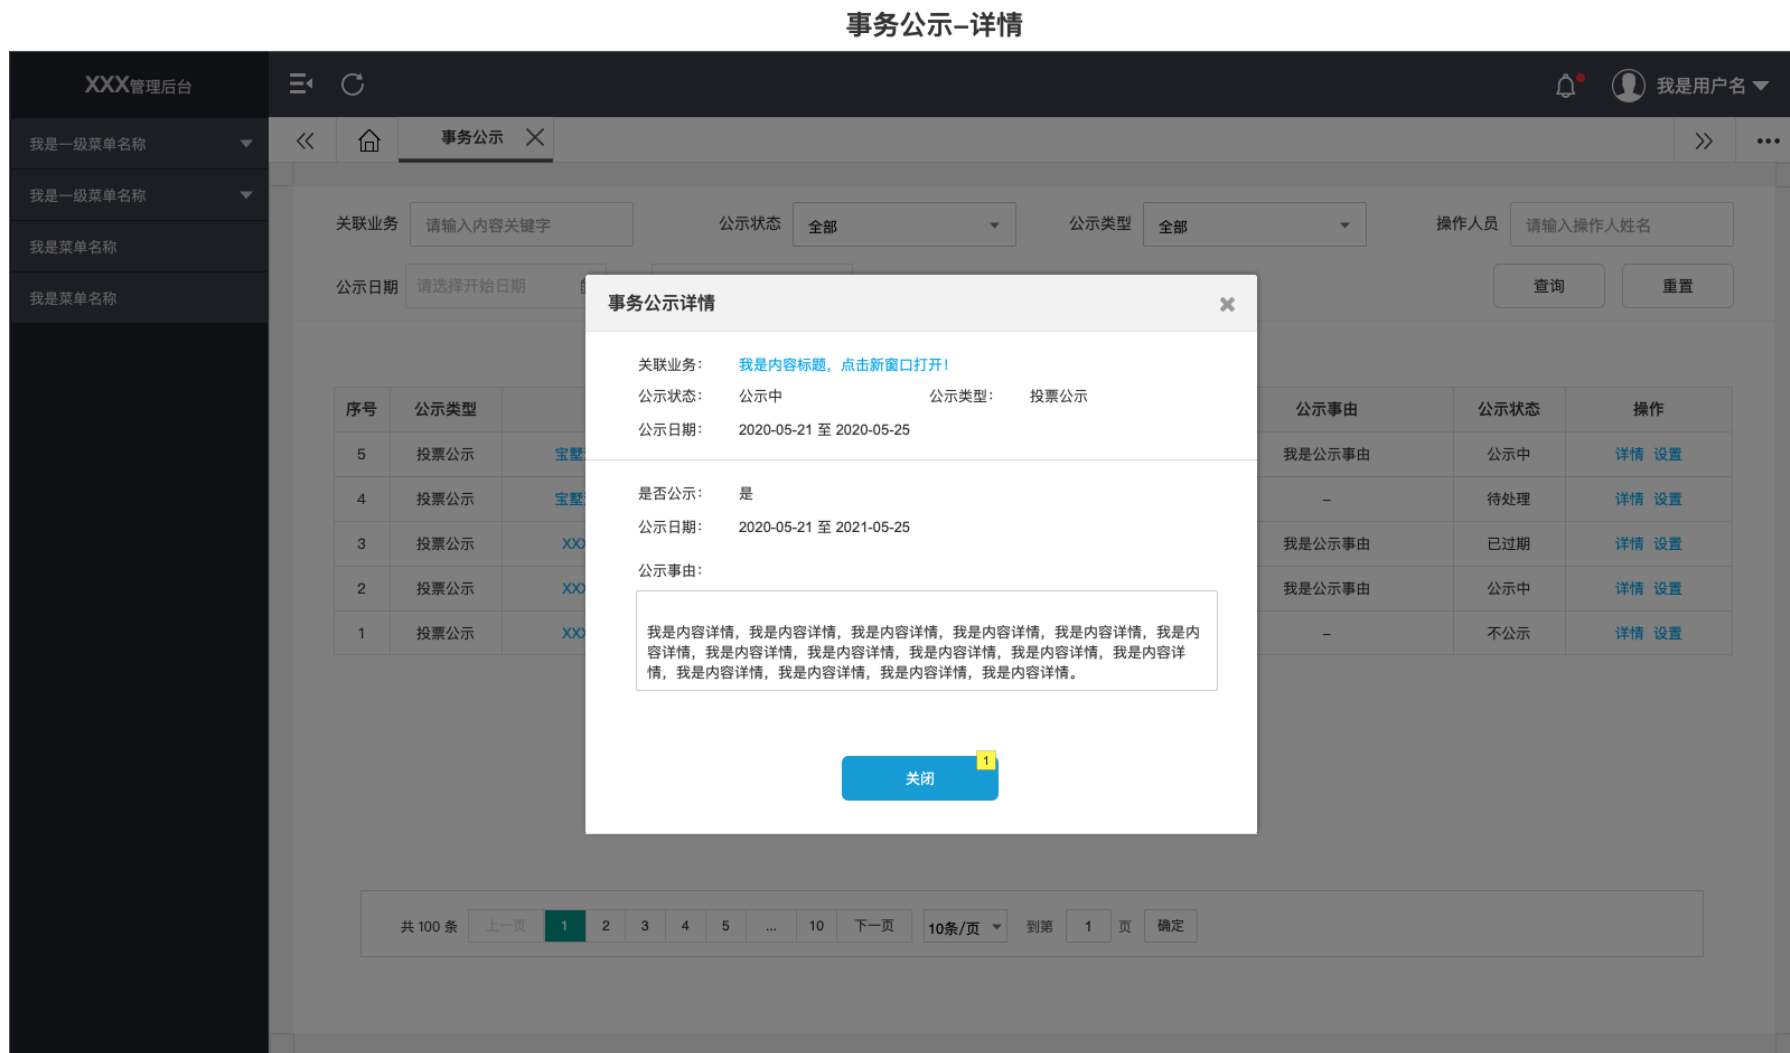 事务公示–详情
XXX管理后台
我是用户名
我是一级菜单名称
我是一级菜单名称
我是菜单名称
我是菜单名称
事务公示
关联业务 请输入内容关键字 公示状态 全部 公示类型 全部 操作人员 请输入操作人姓名
公示日期 请选择开始日期 查询 重置
事务公示详情
关联业务： 我是内容标题，点击新窗口打开！
公示状态： 公示中 公示类型： 投票公示
公示日期： 2020-05-21 至 2020-05-25
是否公示： 是
公示日期： 2020-05-21 至 2021-05-25
公示事由：
我是内容详情，我是内容详情，我是内容详情，我是内容详情，我是内容详情，我是内
容详情，我是内容详情，我是内容详情，我是内容详情，我是内容详情，我是内容详
情，我是内容详情，我是内容详情，我是内容详情，我是内容详情。
关闭
1
序号 公示类型 公示事由 公示状态 操作
5 投票公示 宝墅 我是公示事由 公示中 详情 设置
4 投票公示 宝墅 – 待处理 详情 设置
3 投票公示 XXX 我是公示事由 已过期 详情 设置
2 投票公示 XXX 我是公示事由 公示中 详情 设置
1 投票公示 XXX – 不公示 详情 设置
共 100 条 上一页 1 2 3 4 5 ... 10 下一页 10条/页 到第 1 页 确定